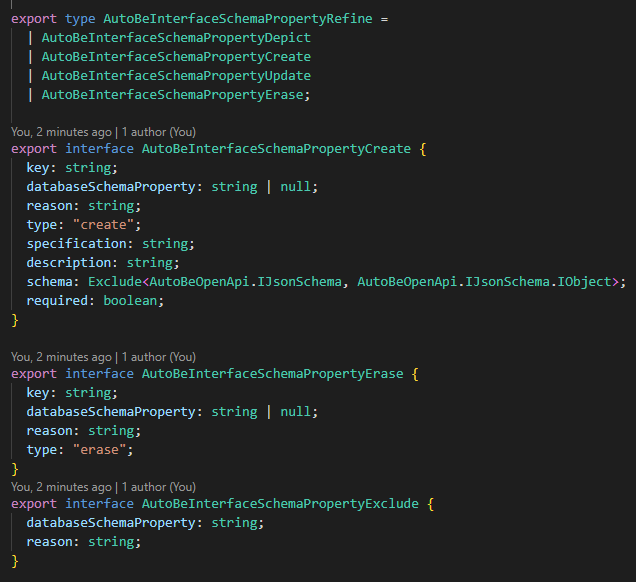 export type AutoBeInterfaceSchemaPropertyRefine =
| AutoBeInterfaceSchemaPropertyDepict
| AutoBeInterfaceSchemaPropertyCreate
| AutoBeInterfaceSchemaPropertyUpdate
| AutoBeInterfaceSchemaPropertyErase;
You, 2 minutes ago | 1 author (You)
export interface AutoBeInterfaceSchemaPropertyCreate {
key: string;
databaseSchemaProperty: string | null;
reason: string;
type: "create";
specification: string;
description: string;
schema: Exclude<AutoBeOpenApi.IJsonSchema, AutoBeOpenApi.IJsonSchema.IObject>;
required: boolean;
}
You, 2 minutes ago | 1 author (You)
export interface AutoBeInterfaceSchemaPropertyErase {
key: string;
databaseSchemaProperty: string | null;
reason: string;
type: "erase";
}
You, 2 minutes ago | 1 author (You)
export interface AutoBeInterfaceSchemaPropertyExclude {
databaseSchemaProperty: string;
reason: string;
}